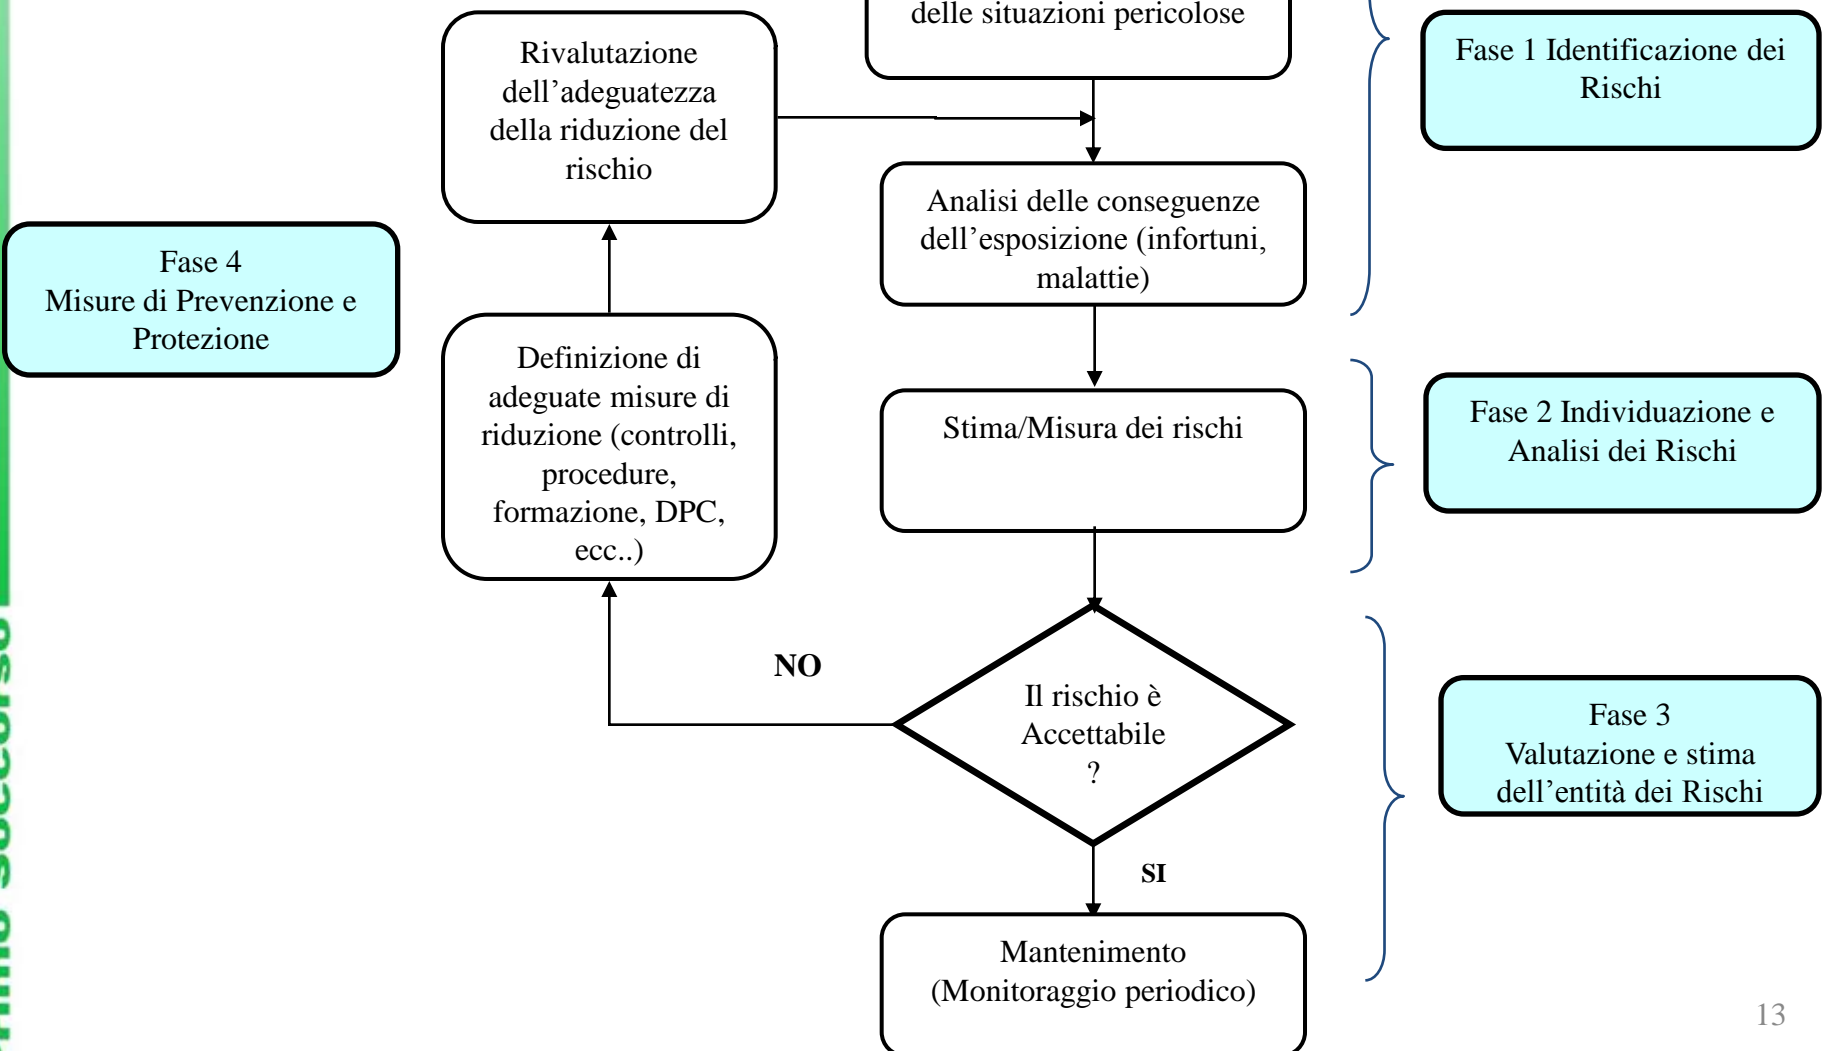 delle situazioni pericolose
Rivalutazione
dell’adeguatezza
della riduzione del
rischio
Fase 1 Identificazione dei
Rischi
Analisi delle conseguenze
dell’esposizione (infortuni,
malattie)
Fase 4
Misure di Prevenzione e
Protezione
Definizione di
adeguate misure di
riduzione (controlli,
procedure,
formazione, DPC,
ecc..)
Stima/Misura dei rischi
Fase 2 Individuazione e
Analisi dei Rischi
NO
Il rischio è
Accettabile
?
Fase 3
Valutazione e stima
dell’entità dei Rischi
SI
Mantenimento
(Monitoraggio periodico)
13